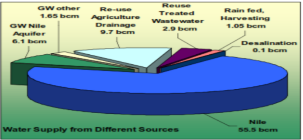 GW other
1.65 bcm
Re-use
Agriculture
Drainage
9.7 bcm
Reuse
Treated
Wastewater
2.9 bcm
Rain fed,
Harvesting
1.05 bcm
GW Nile
Aquifer
6.1 bcm
Desalination
0.1 bcm
Nile
55.5 bcm
Water Supply from Different Sources